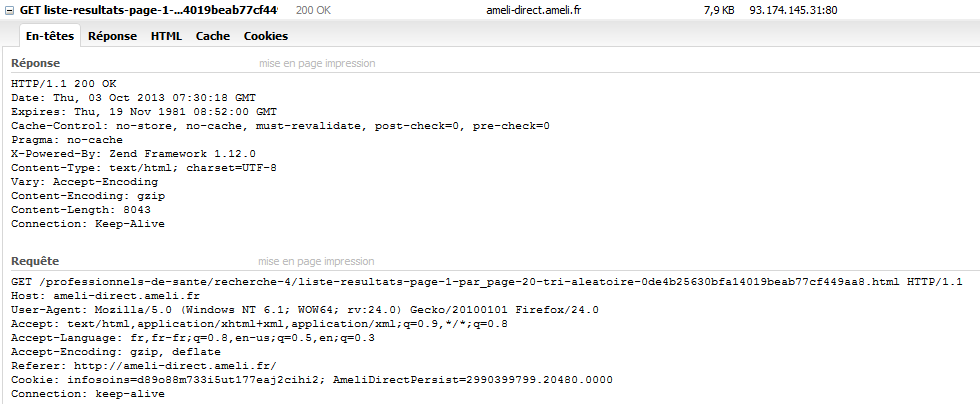 GET liste-resultats-page-1-...4019beab77cf449 200 OK ameli-direct.ameli.fr 7,9 KB 93.174.145.31:80
En-têtes Réponse HTML Cache Cookies
Réponse mise en page impression
HTTP/1.1 200 OK
Date: Thu, 03 Oct 2013 07:30:18 GMT
Expires: Thu, 19 Nov 1981 08:52:00 GMT
Cache-Control: no-store, no-cache, must-revalidate, post-check=0, pre-check=0
Pragma: no-cache
X-Powered-By: Zend Framework 1.12.0
Content-Type: text/html; charset=UTF-8
Vary: Accept-Encoding
Content-Encoding: gzip
Content-Length: 8043
Connection: Keep-Alive
Requête mise en page impression
GET /professionnels-de-sante/recherche-4/liste-resultats-page-1-par_page-20-tri-aleatoire-0de4b25630bfa14019beab77cf449aa8.html HTTP/1.1
Host: ameli-direct.ameli.fr
User-Agent: Mozilla/5.0 (Windows NT 6.1; WOW64; rv:24.0) Gecko/20100101 Firefox/24.0
Accept: text/html,application/xhtml+xml,application/xml;q=0.9,*/*;q=0.8
Accept-Language: fr,fr-fr;q=0.8,en-us;q=0.5,en;q=0.3
Accept-Encoding: gzip, deflate
Referer: http://ameli-direct.ameli.fr/
Cookie: infosoins=d89o88m733i5ut177eaj2cihi2; AmeliDirectPersist=2990399799.20480.0000
Connection: keep-alive